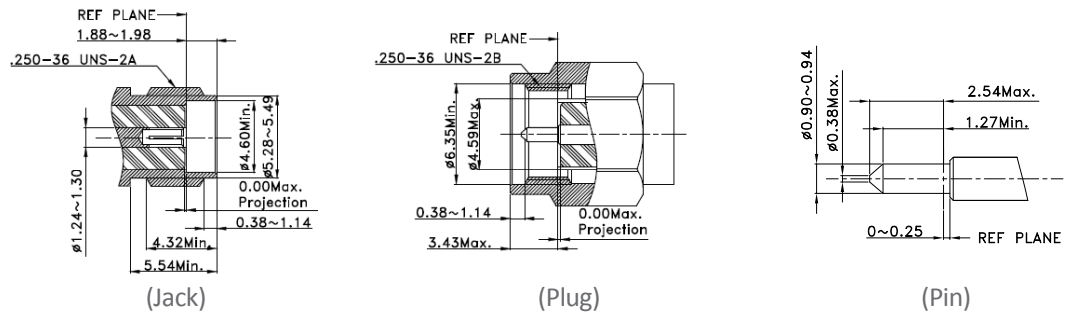 REF PLANE
1.88~1.98
.250-36 UNS-2A
ø4.60Min.
ø5.28~5.49
ø1.24~1.30
0.00Max.
Projection
0.38~1.14
4.32Min.
5.54Min.
(Jack)
REF PLANE
.250-36 UNS-2B
ø6.35Min.
ø4.59Max.
0.38~1.14
0.00Max.
Projection
3.43Max.
(Plug)
ø0.90~0.94
ø0.38Max.
2.54Max.
1.27Min.
0~0.25
REF PLANE
(Pin)